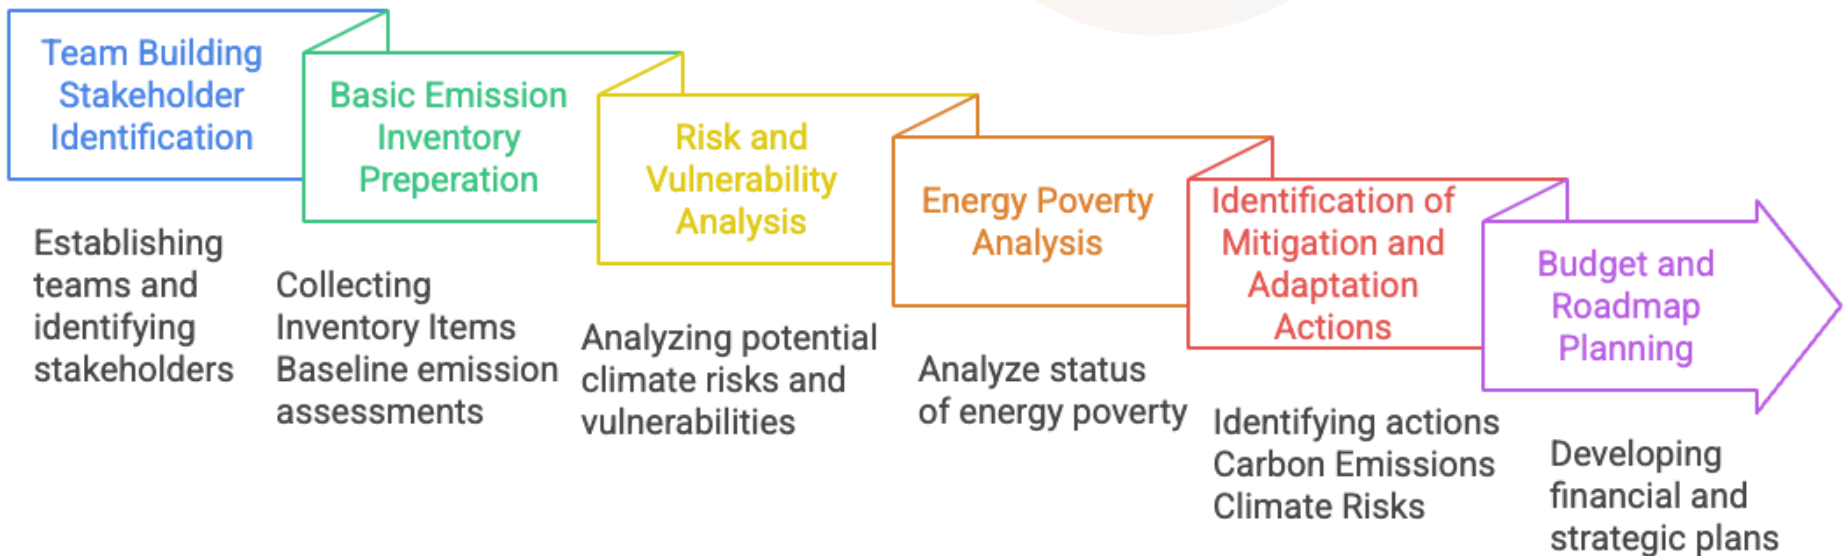 Team Building
Stakeholder
Identification
Establishing
teams and
identifying
stakeholders
Basic Emission
Inventory
Preperation
Collecting
Inventory Items
Baseline emission
assessments
Risk and
Vulnerability
Analysis
Analyzing potential
climate risks and
vulnerabilities
Energy Poverty
Analysis
Analyze status
of energy poverty
Identification of
Mitigation and
Adaptation
Actions
Identifying actions
Carbon Emissions
Climate Risks
Budget and
Roadmap
Planning
Developing
financial and
strategic plans